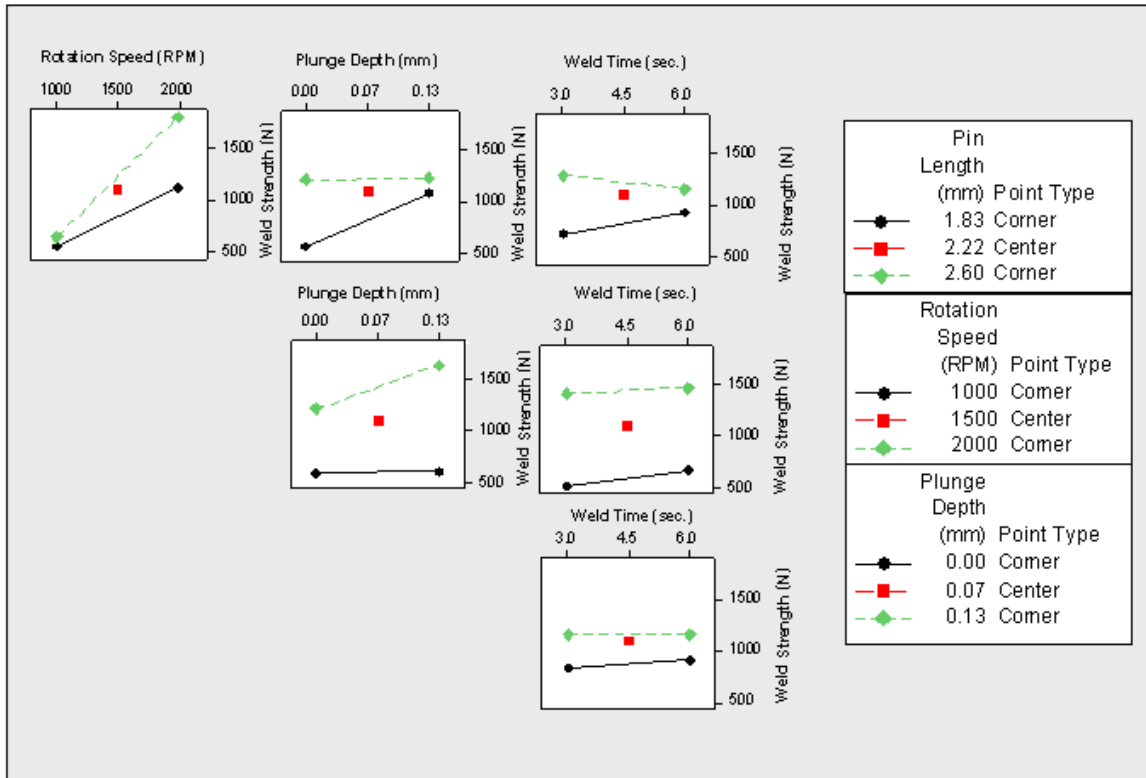 Rotation Speed (RPM)
1000 1500 2000
Plunge Depth (mm)
0.00 0.07 0.13
Weld Time (sec.)
3.0 4.5 6.0
1500
1000
500
Weld Strength (N)
1500
1000
500
Weld Strength (N)
1500
1000
500
Weld Strength (N)
Plunge Depth (mm)
0.00 0.07 0.13
Weld Time (sec.)
3.0 4.5 6.0
1500
1000
500
Weld Strength (N)
1500
1000
500
Weld Strength (N)
Weld Time (sec.)
3.0 4.5 6.0
1500
1000
500
Weld Strength (N)
Pin
Length
(mm) Point Type
1.83 Corner
2.22 Center
2.60 Corner
Rotation
Speed
(RPM) Point Type
1000 Corner
1500 Center
2000 Corner
Plunge
Depth
(mm) Point Type
0.00 Corner
0.07 Center
0.13 Corner